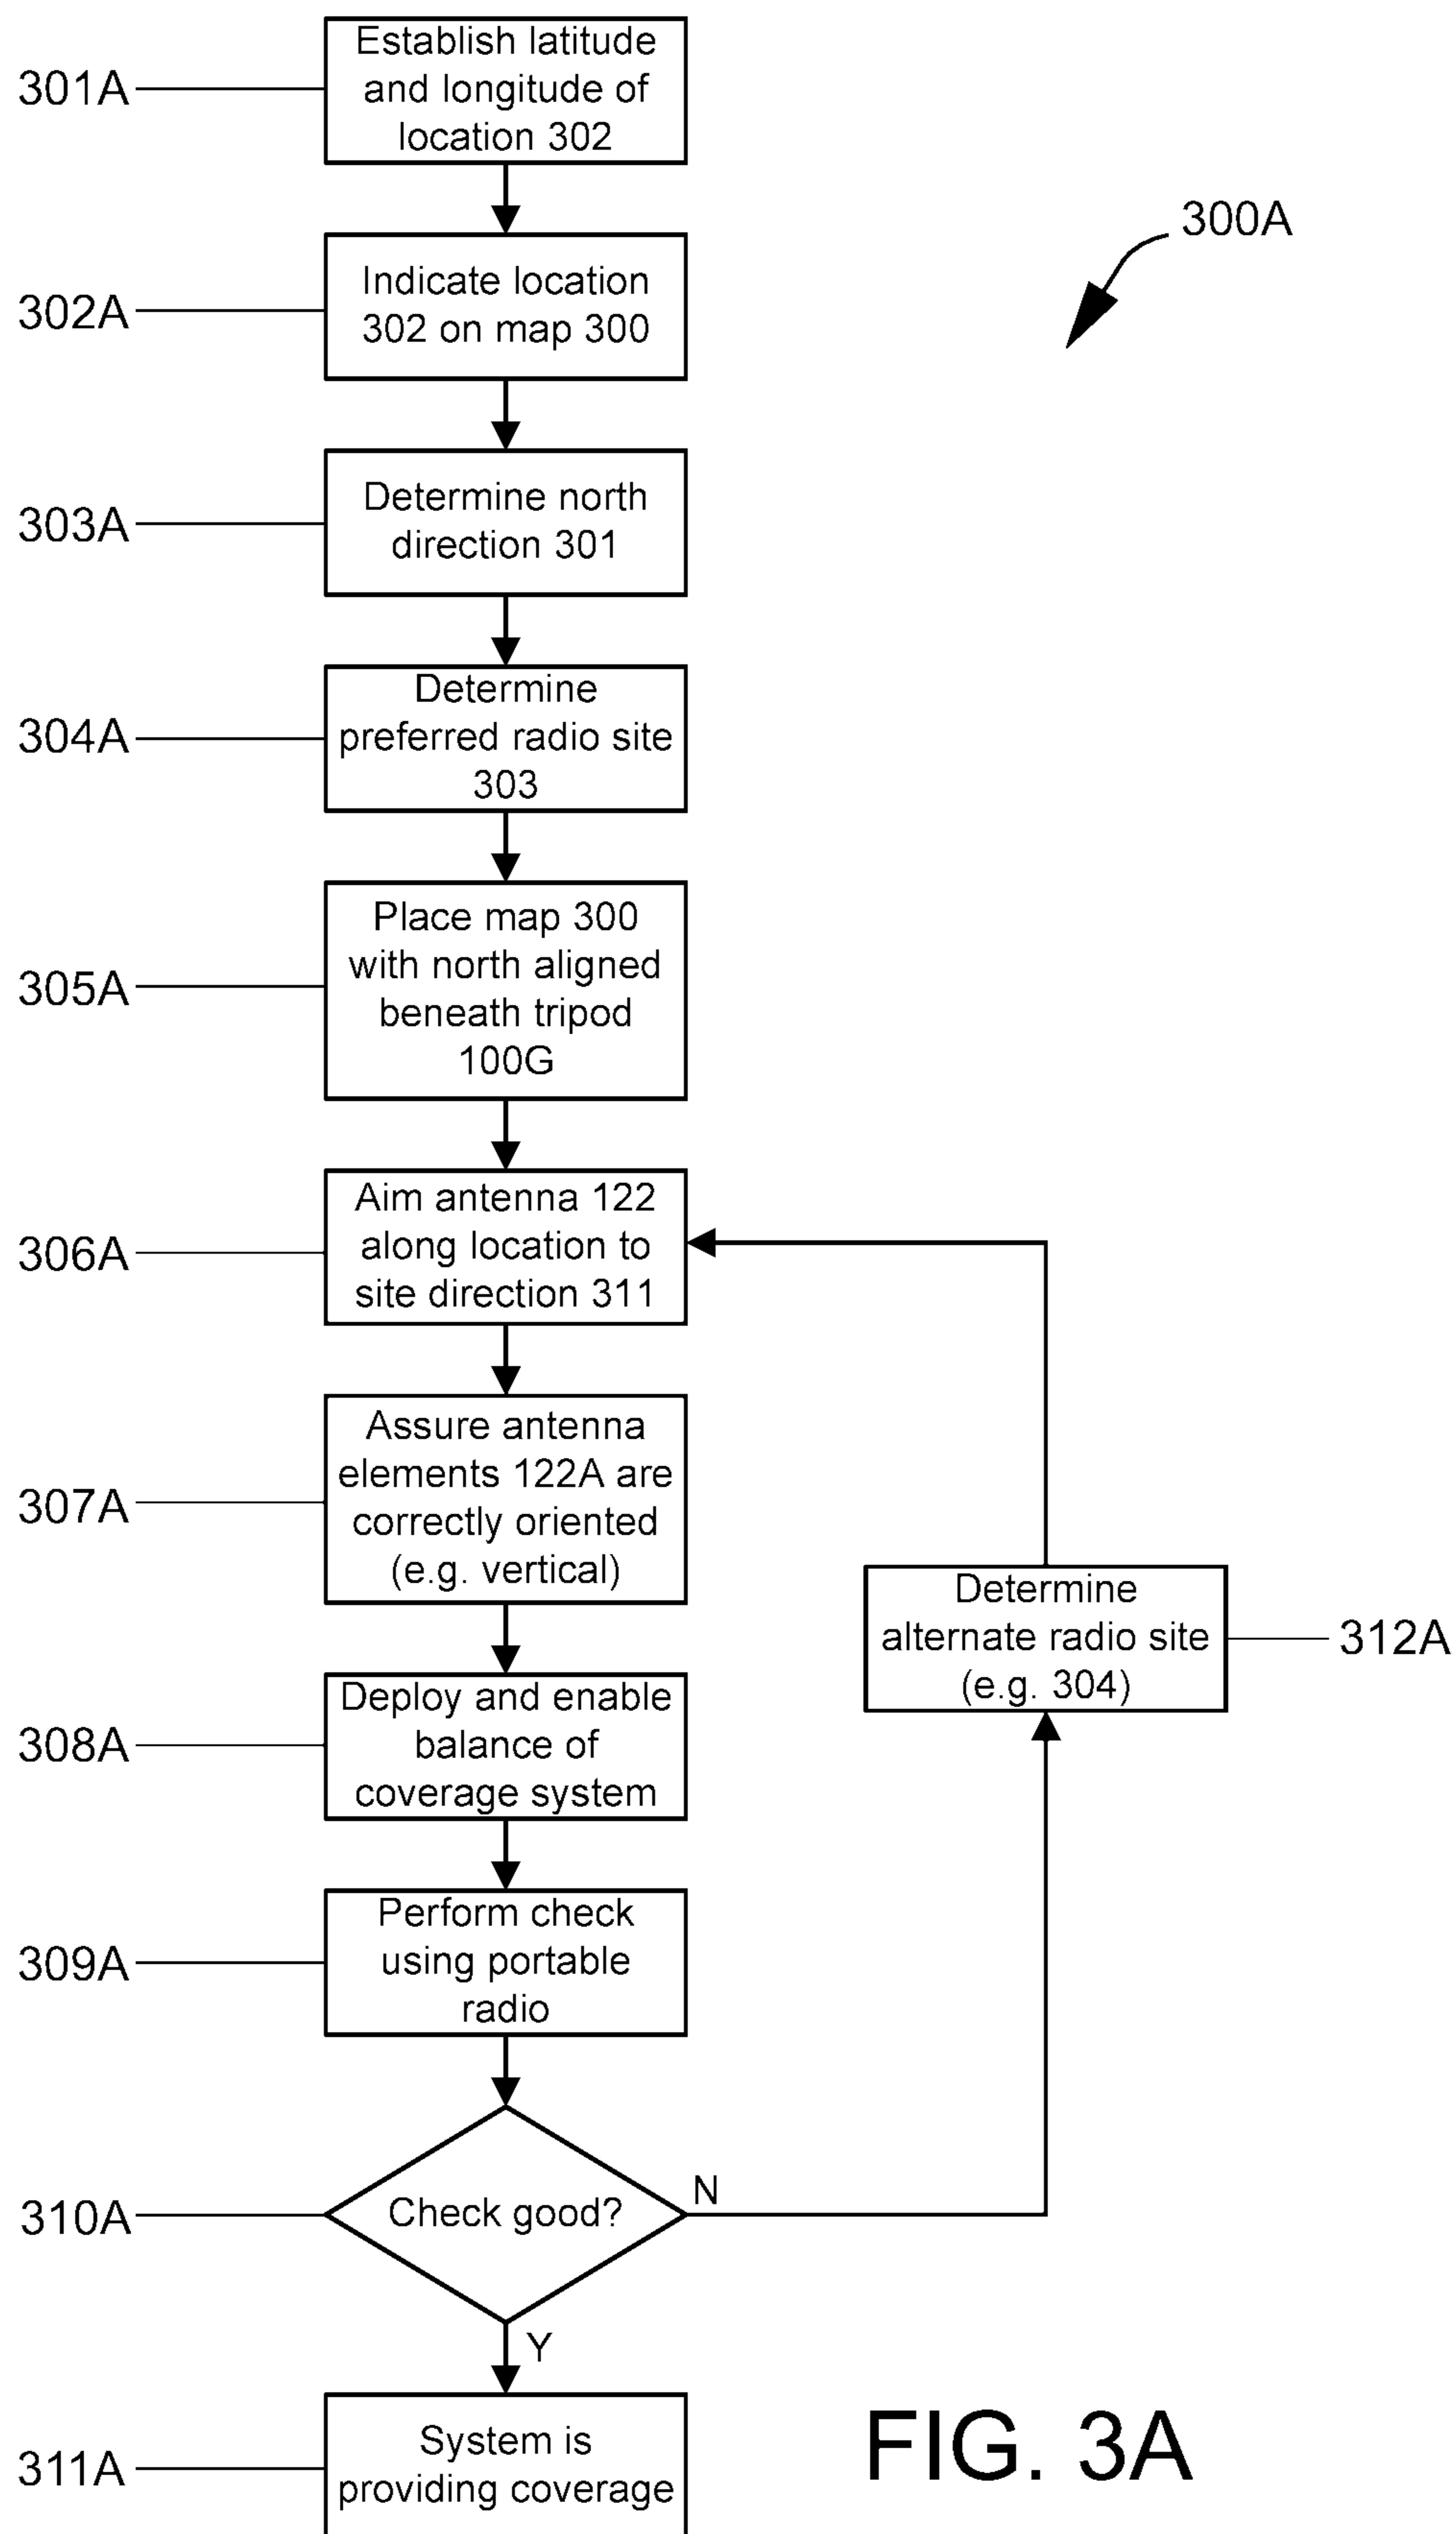 301A
Establish latitude
and longitude of
location 302
300A
302A
Indicate location
302 on map 300
303A
Determine north
direction 301
304A
Determine
preferred radio site
303
305A
Place map 300
with north aligned
beneath tripod
100G
306A
Aim antenna 122
along location to
site direction 311
307A
Assure antenna
elements 122A are
correctly oriented
(e.g. vertical)
Determine
alternate radio site
(e.g. 304)
312A
308A
Deploy and enable
balance of
coverage system
309A
Perform check
using portable
radio
310A
Check good?
N
Y
311A
System is
providing coverage
FIG. 3A